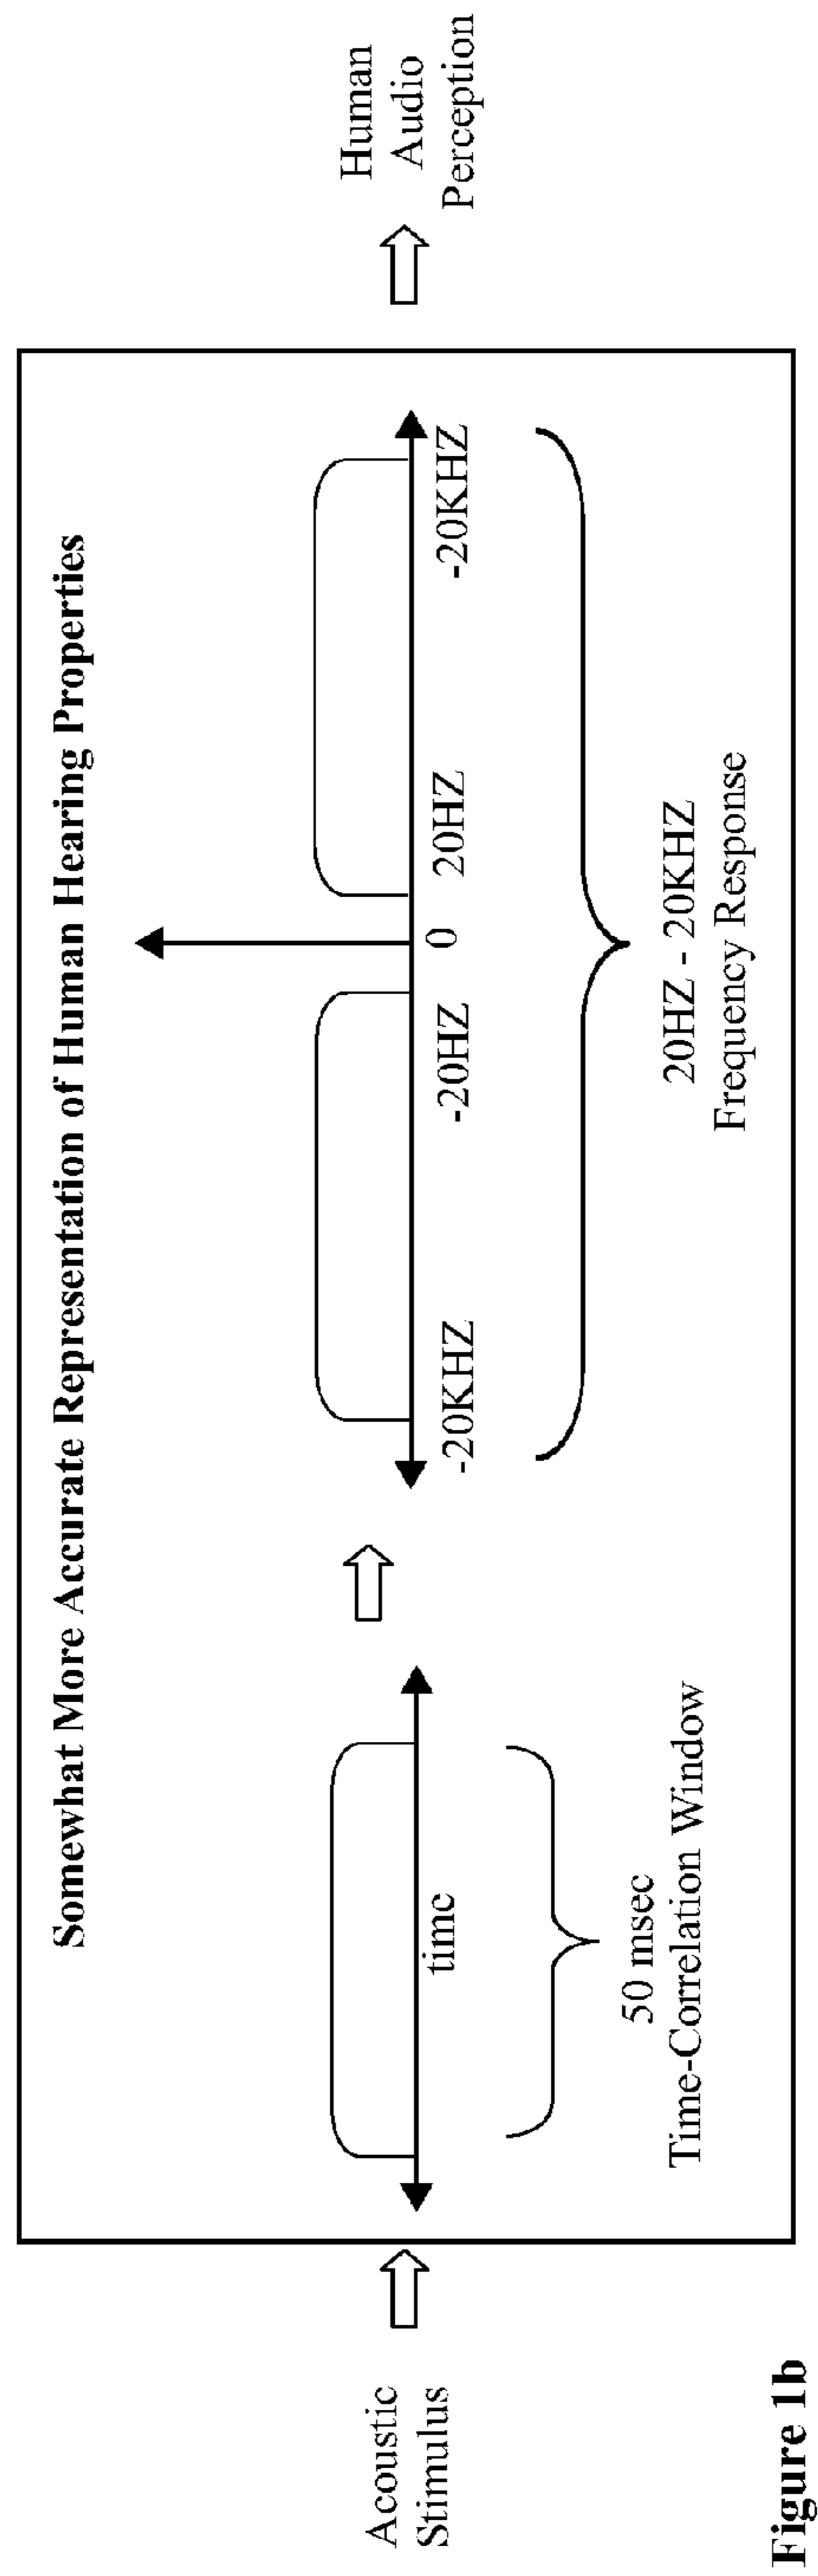 Somewhat More Accurate Representation of Human Hearing Properties
Acoustic
Stimulus
time
50 msec
Time-Correlation Window
-20KHZ
-20HZ
0
20HZ
-20KHZ
20HZ - 20KHZ
Frequency Response
Human
Audio
Perception
Figure 1b